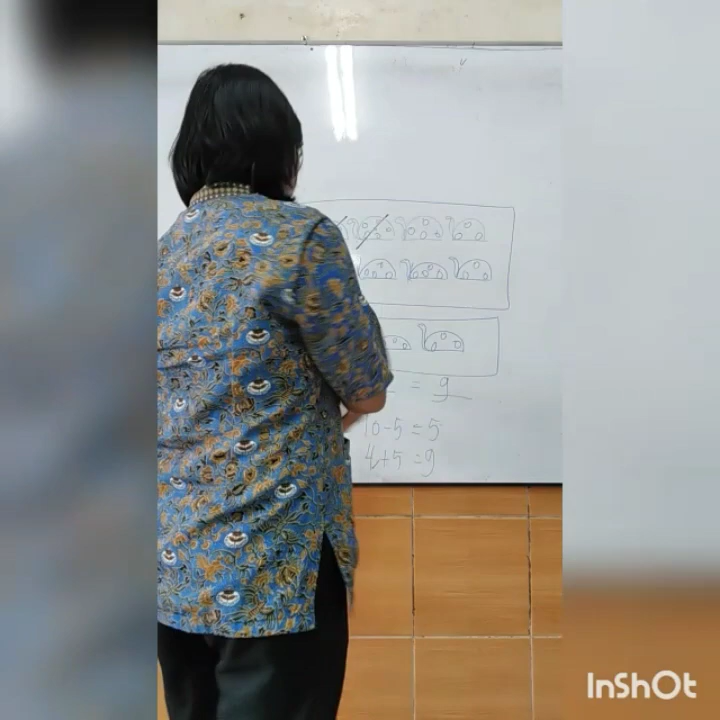 = 9
10-5 = 5
4+5 = 9
InShOt